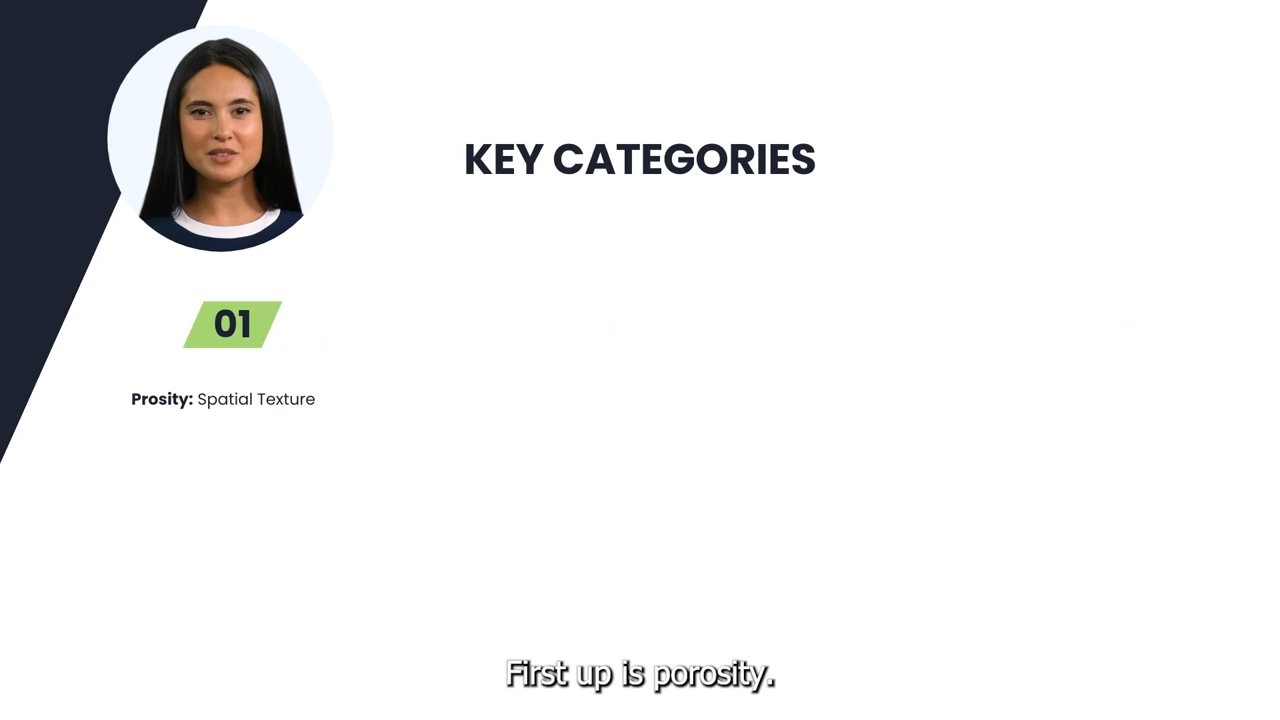 KEY CATEGORIES
01
Prosity: Spatial Texture
First up is porosity.